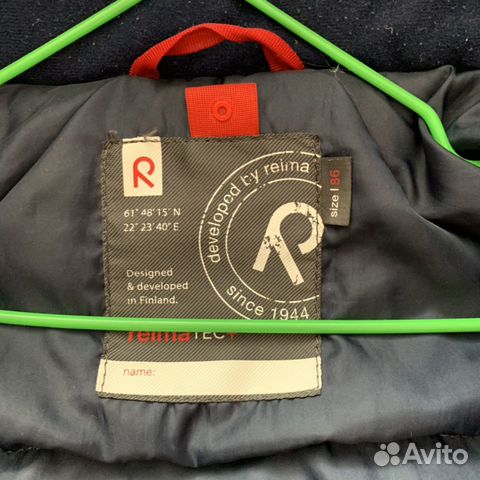 R
61° 48' 15" N
22° 23' 40" E
Designed
& developed
in Finland.
developed by reima
since 1944
size | 86
reimaTEC+
name:
Avito